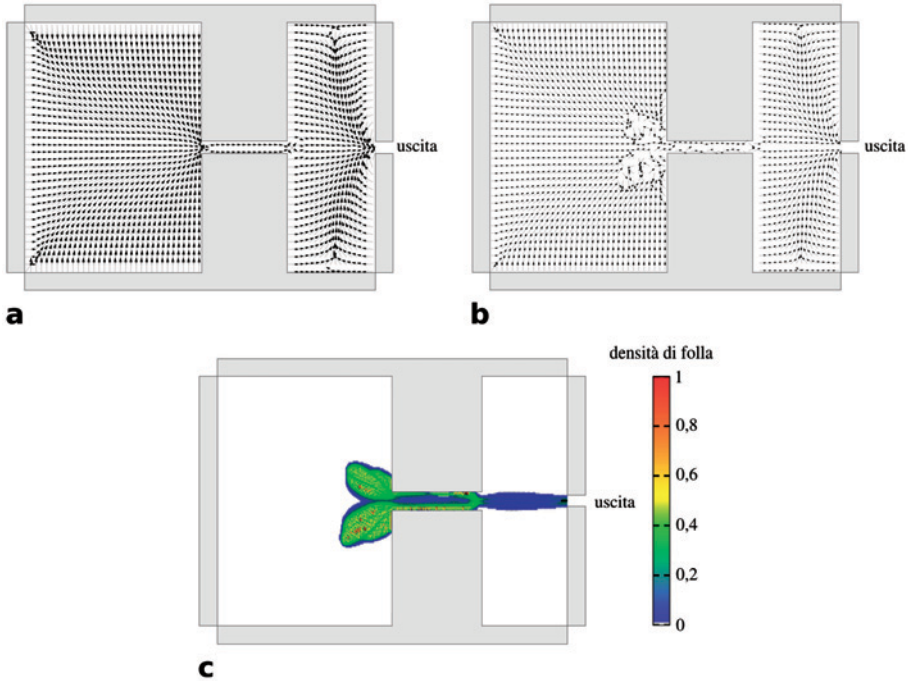 uscita
uscita
a
b
densità di folla
1
0,8
0,6
0,4
0,2
0
uscita
c